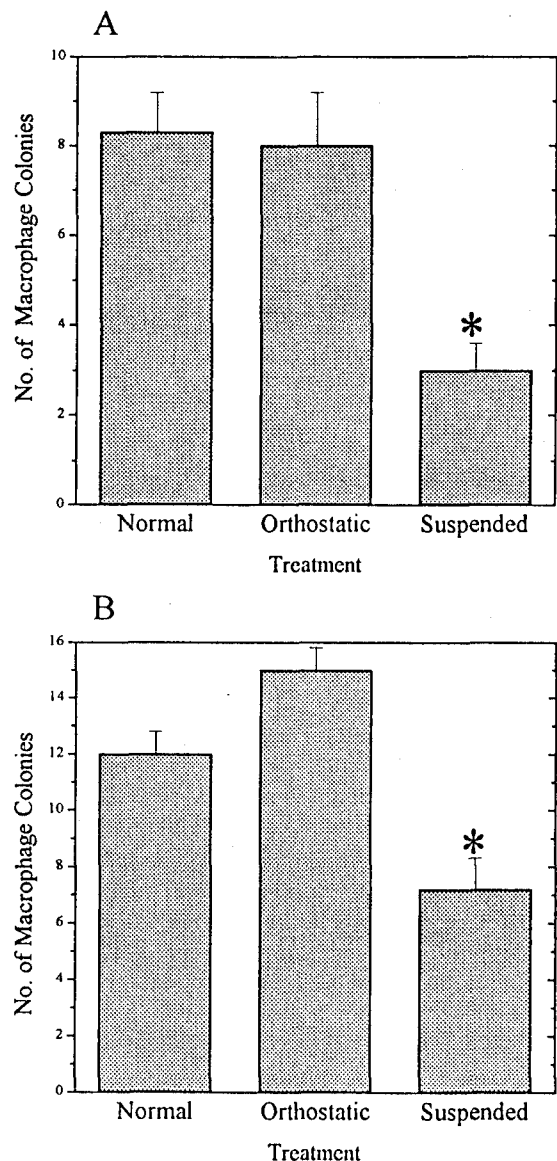 A
10
8
6
4
2
0
No. of Macrophage Colonies
*
Normal Orthostatic Suspended
Treatment
B
16
14
12
10
8
6
4
2
0
No. of Macrophage Colonies
*
Normal Orthostatic Suspended
Treatment